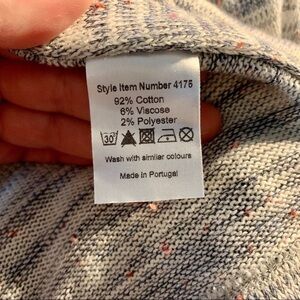 Style Item Number 4175
92% Cotton
6% Viscose
2% Polyester
30°
Wash with similar colours
Made in Portugal